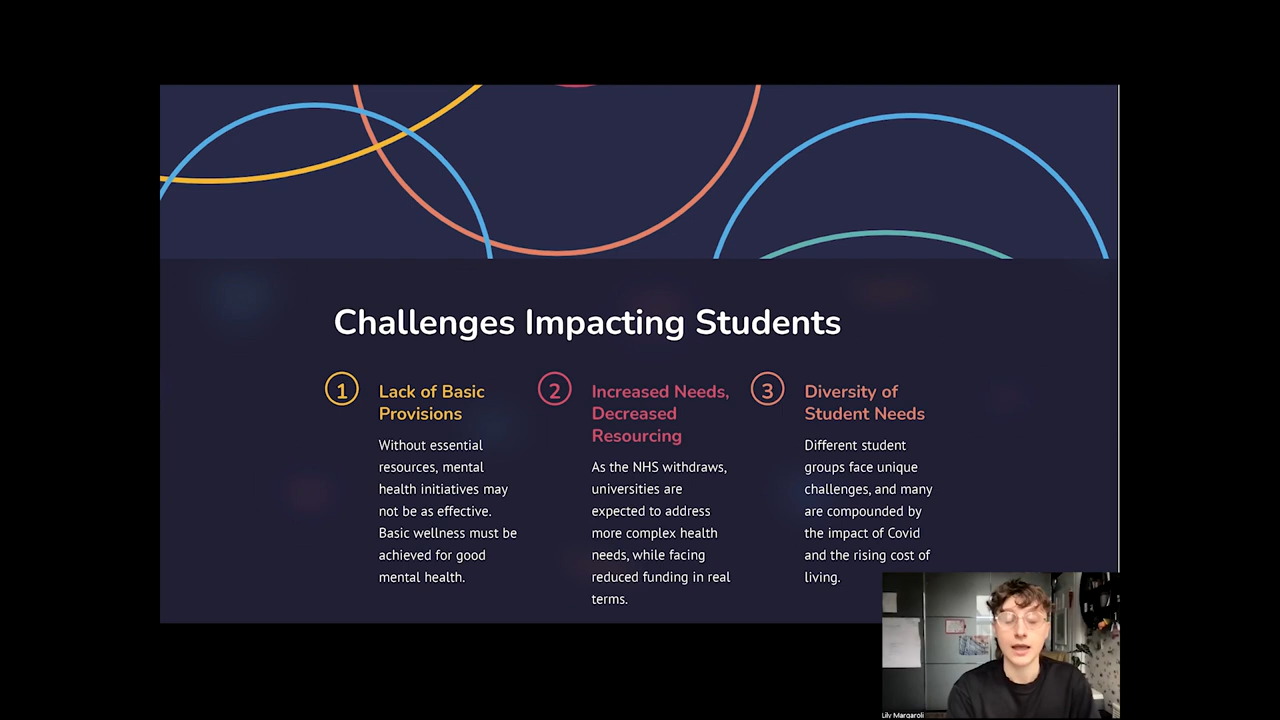 Challenges Impacting Students
1
Lack of Basic
Provisions
Without essential
resources, mental
health initiatives may
not be as effective.
Basic wellness must be
achieved for good
mental health.
2
Increased Needs,
Decreased
Resourcing
As the NHS withdraws,
universities are
expected to address
more complex health
needs, while facing
reduced funding in real
terms.
3
Diversity of
Student Needs
Different student
groups face unique
challenges, and many
are compounded by
the impact of Covid
and the rising cost of
living.
Lily Margaroli